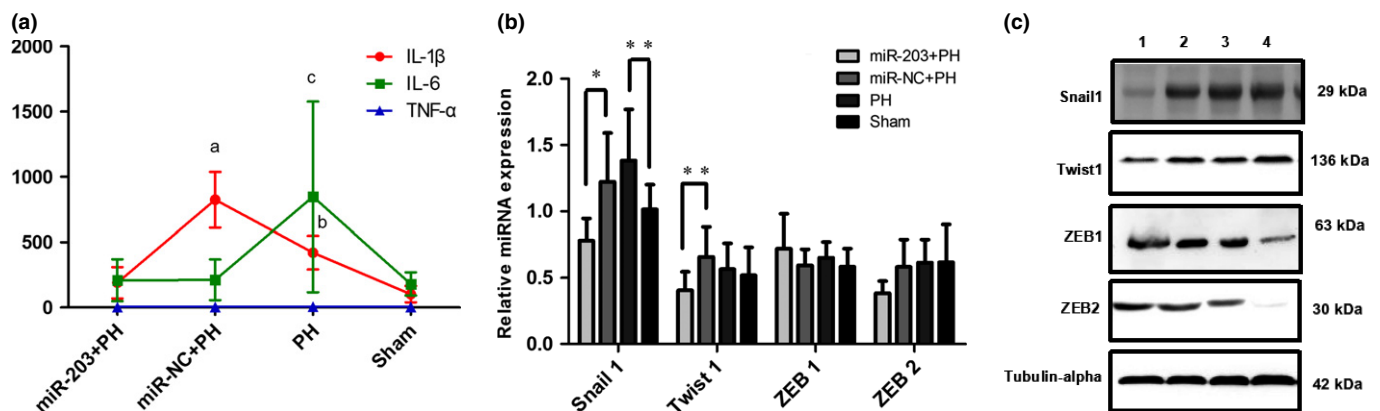 (a)
2000
1500
1000
500
0
IL-1β
IL-6
TNF-α
a
b
c
miR-203+PH
miR-NC+PH
PH
Sham
(b)
Relative miRNA expression
2.5
2.0
1.5
1.0
0.5
0.0
*
* *
* *
miR-203+PH
miR-NC+PH
PH
Sham
Snail 1
Twist 1
ZEB 1
ZEB 2
(c)
1 2 3 4
Snail1 29 kDa
Twist1 136 kDa
ZEB1 63 kDa
ZEB2 30 kDa
Tubulin-alpha 42 kDa